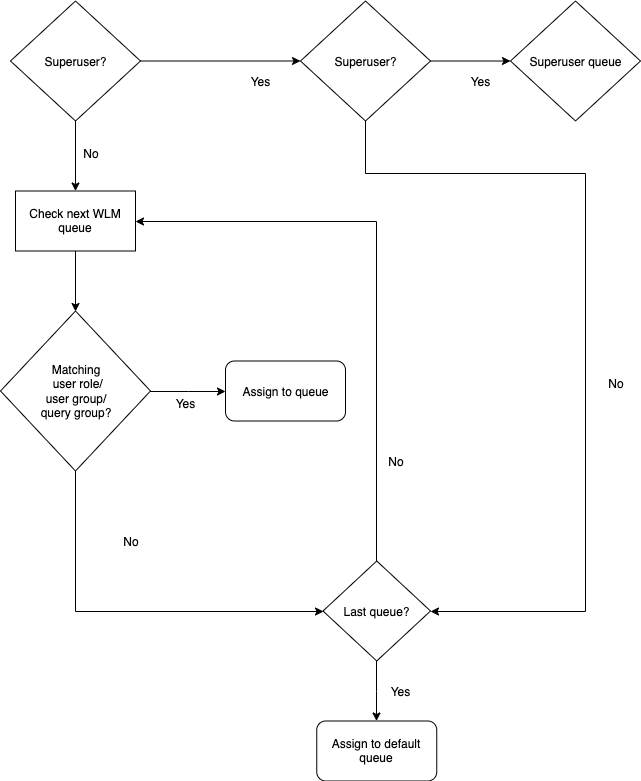 Superuser?
Yes
Superuser?
Yes
Superuser queue
No
Check next WLM
queue
Matching
user role/
user group/
query group?
Yes
Assign to queue
No
No
No
Last queue?
Yes
Assign to default
queue